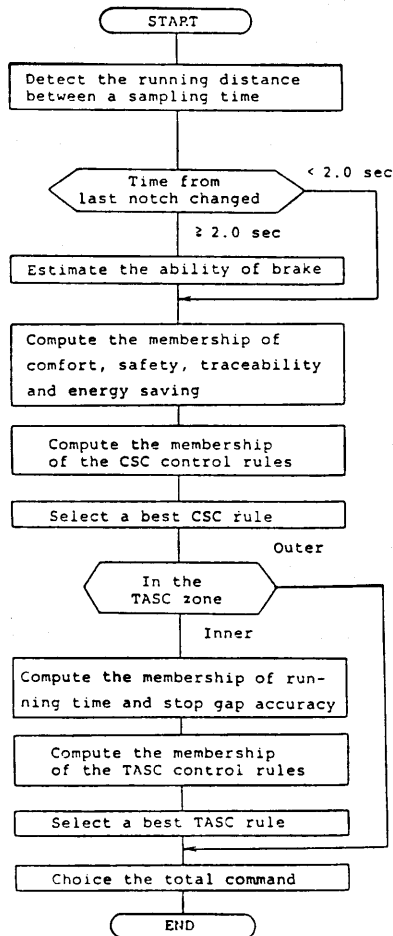 START
Detect the running distance
between a sampling time
< 2.0 sec
Time from
last notch changed
≥ 2.0 sec
Estimate the ability of brake
Compute the membership of
comfort, safety, traceability
and energy saving
Compute the membership
of the CSC control rules
Select a best CSC rule
Outer
In the
TASC zone
Inner
Compute the membership of run-
ning time and stop gap accuracy
Compute the membership
of the TASC control rules
Select a best TASC rule
Choice the total command
END